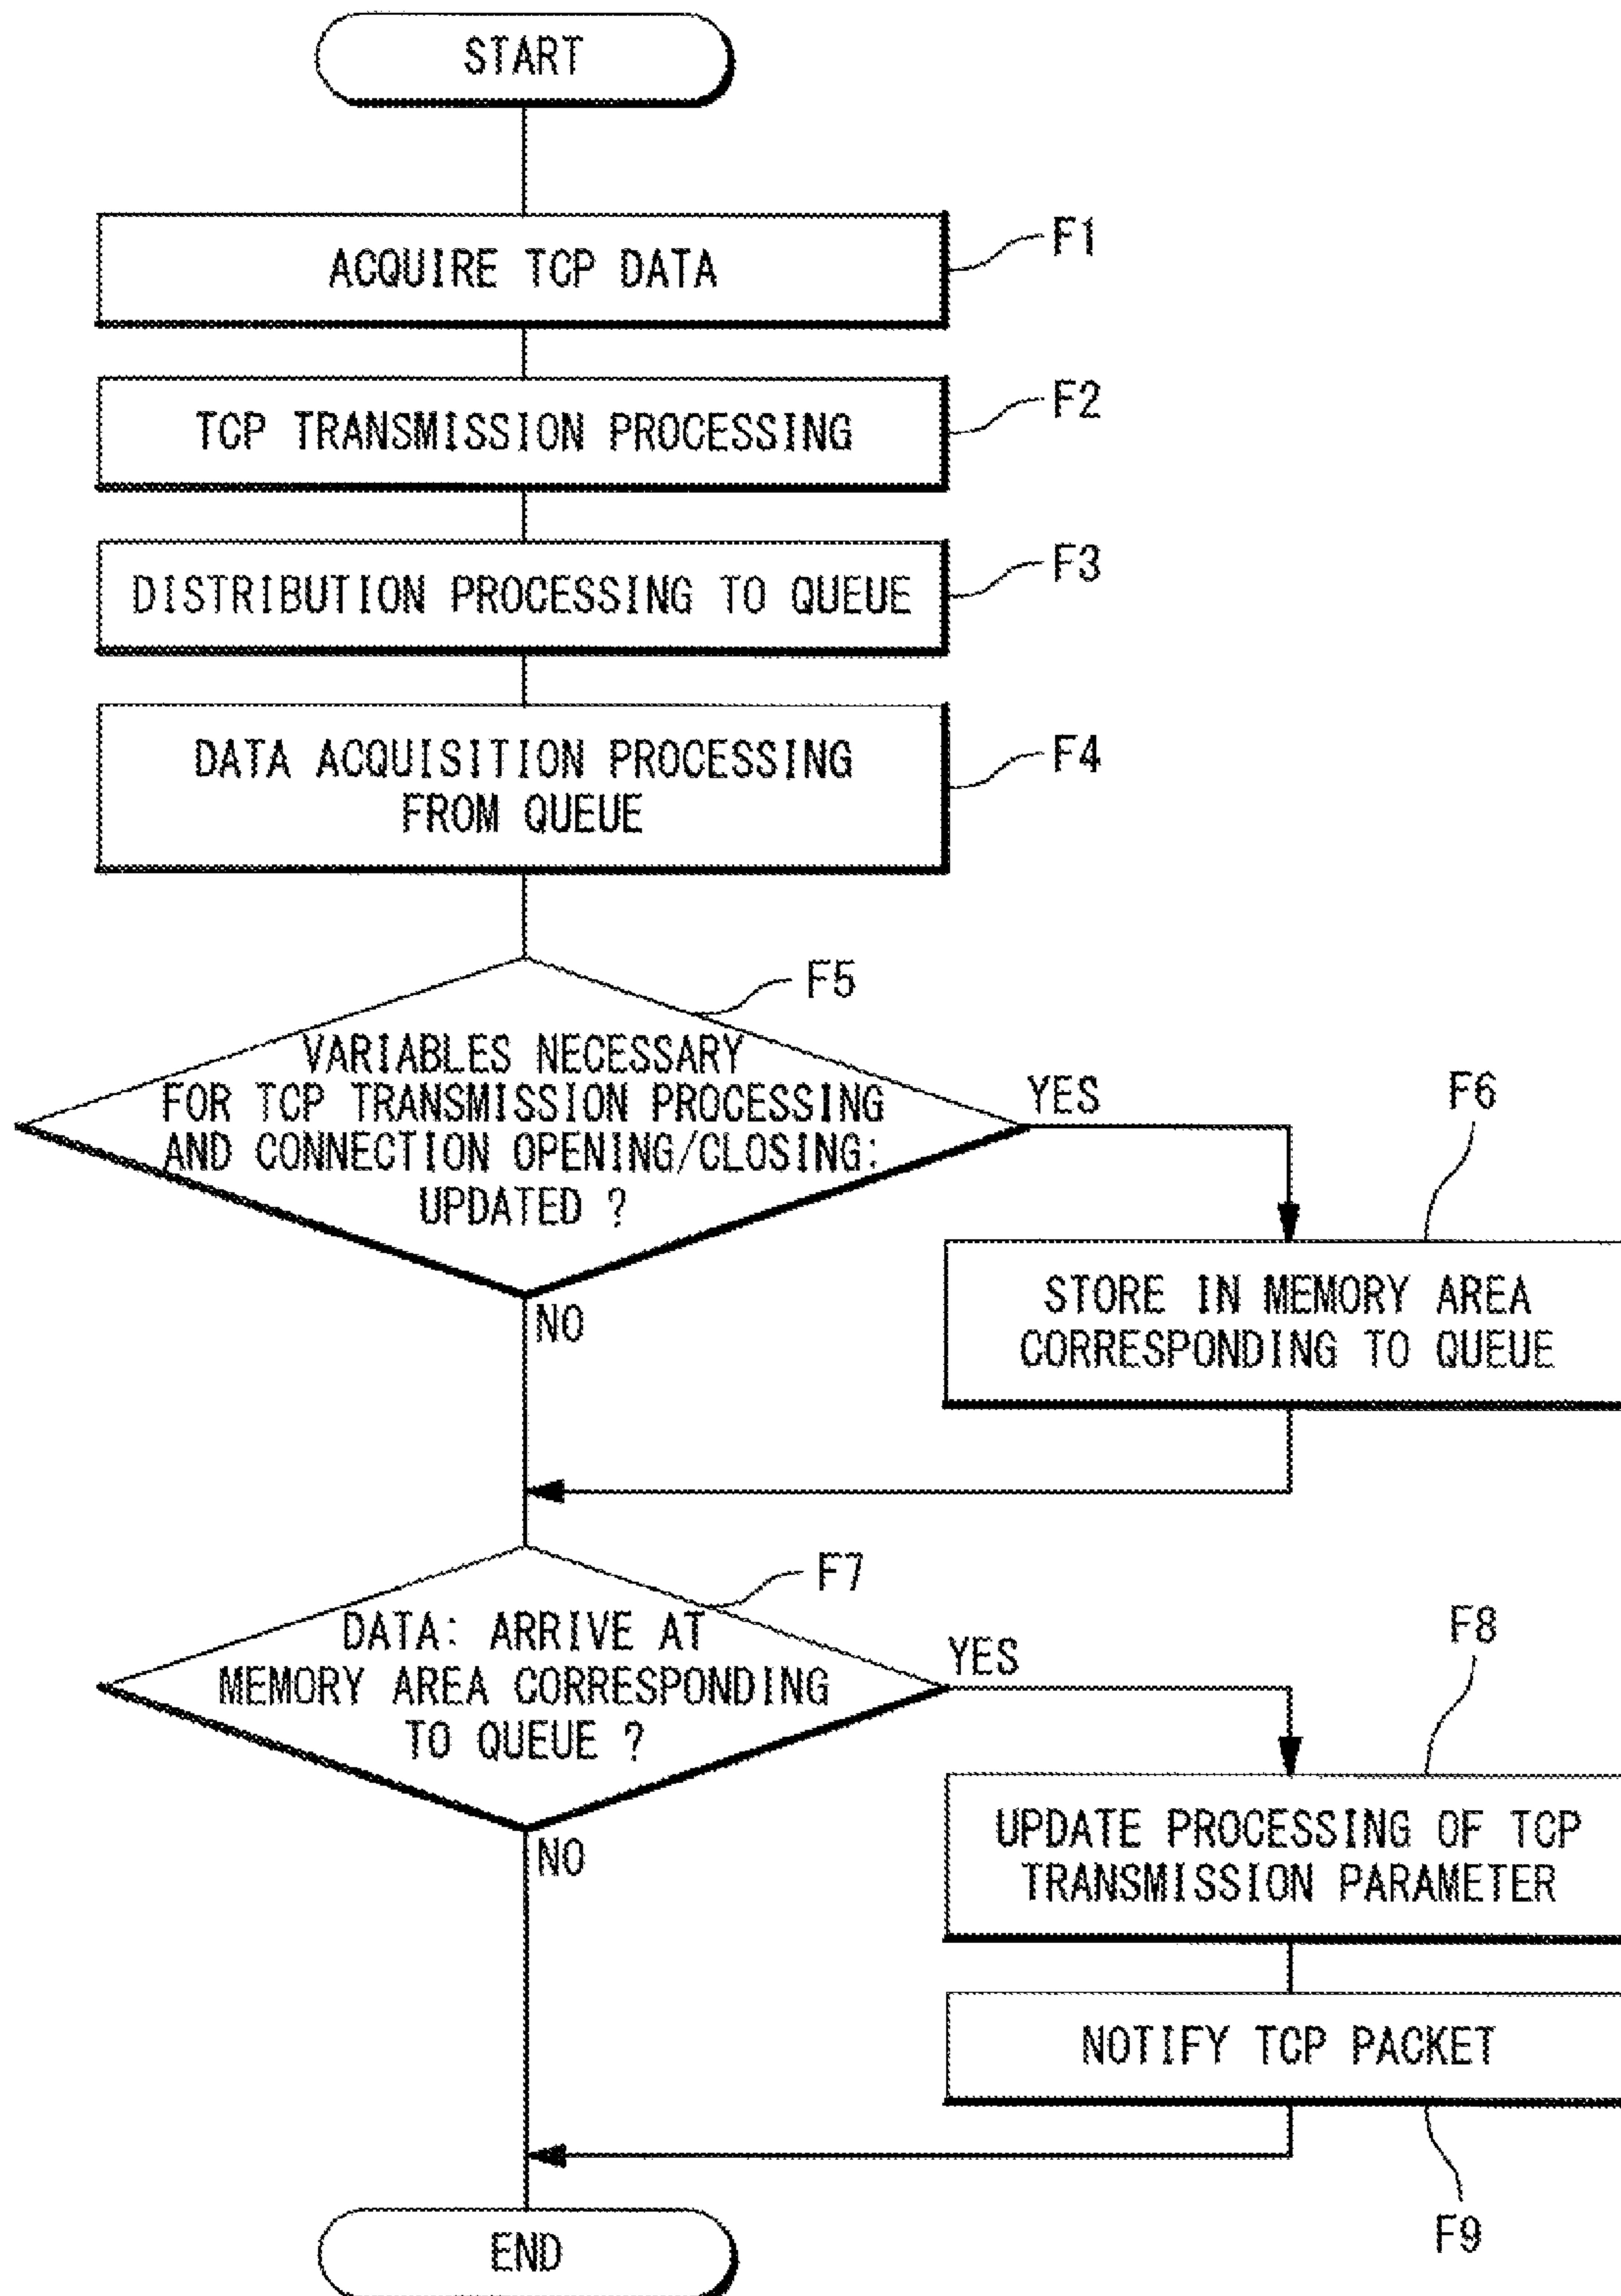 START
ACQUIRE TCP DATA
F1
TCP TRANSMISSION PROCESSING
F2
DISTRIBUTION PROCESSING TO QUEUE
F3
DATA ACQUISITION PROCESSING
FROM QUEUE
F4
F5
VARIABLES NECESSARY
FOR TCP TRANSMISSION PROCESSING
AND CONNECTION OPENING/CLOSING:
UPDATED ?
YES
NO
F6
STORE IN MEMORY AREA
CORRESPONDING TO QUEUE
F7
DATA: ARRIVE AT
MEMORY AREA CORRESPONDING
TO QUEUE ?
YES
NO
F8
UPDATE PROCESSING OF TCP
TRANSMISSION PARAMETER
NOTIFY TCP PACKET
F9
END